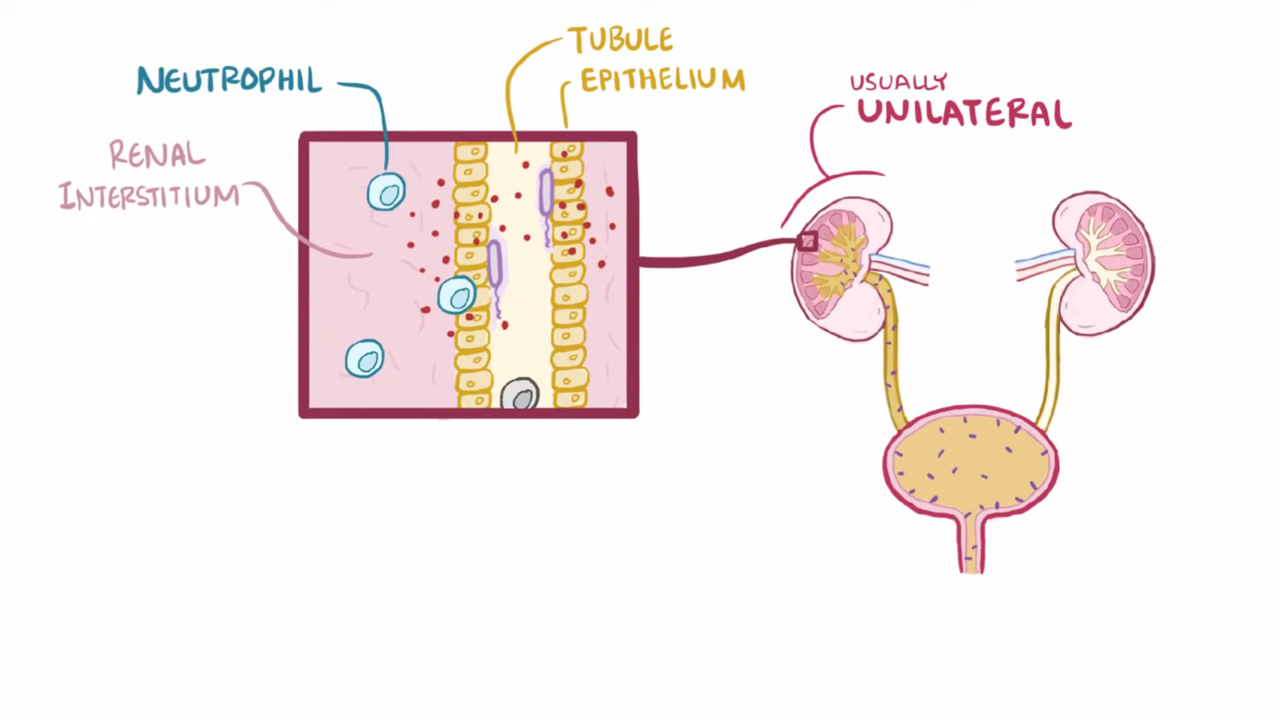 NEUTROPHIL
RENAL
INTERSTITIUM
TUBULE
EPITHELIUM
USUALLY
UNILATERAL